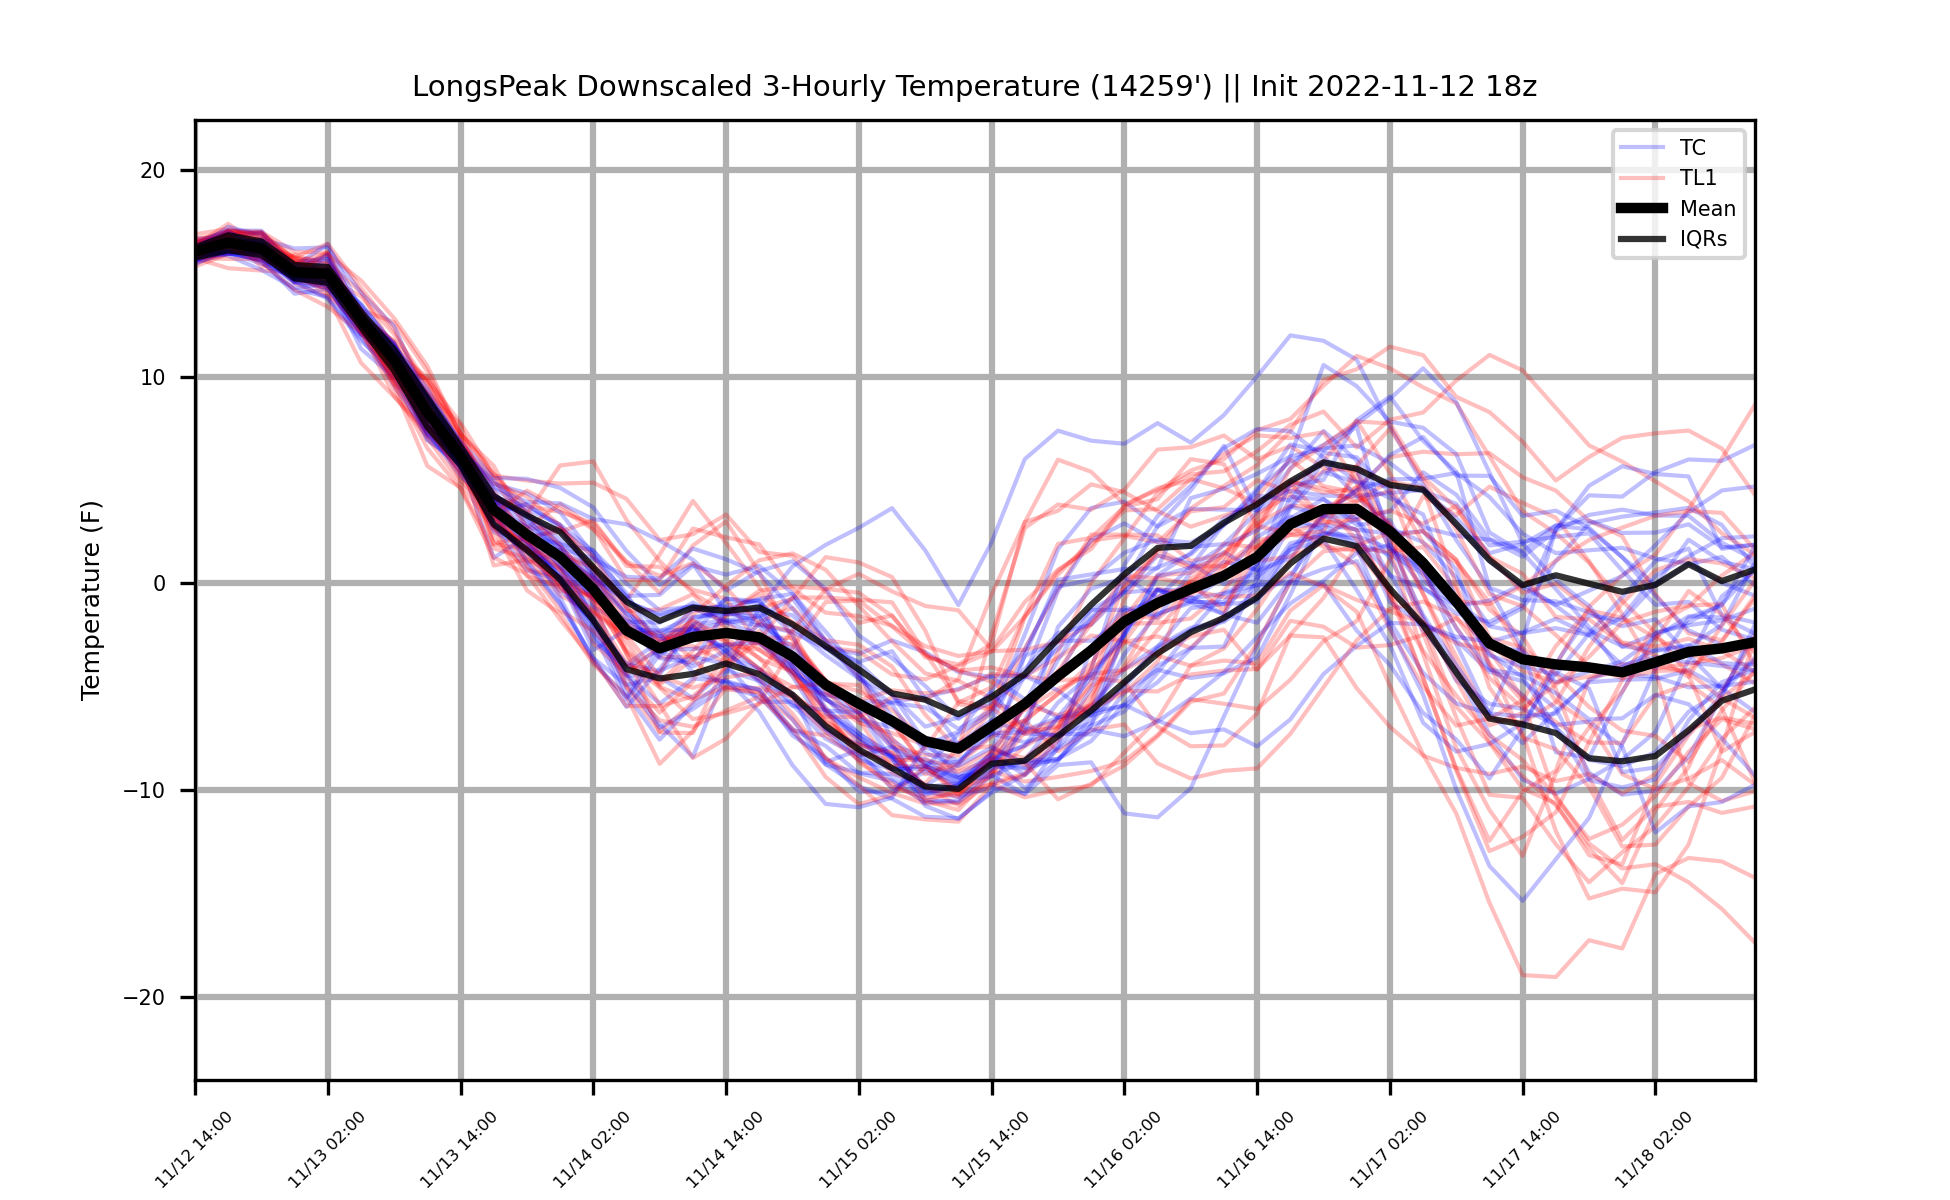 LongsPeak Downscaled 3-Hourly Temperature (14259') || Init 2022-11-12 18z
TC
TL1
Mean
IQRs
Temperature (F)
20
10
0
−10
−20
11/12 14:00
11/13 02:00
11/13 14:00
11/14 02:00
11/14 14:00
11/15 02:00
11/15 14:00
11/16 02:00
11/16 14:00
11/17 02:00
11/17 14:00
11/18 02:00